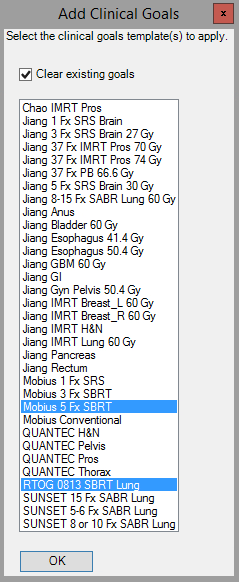 Add Clinical Goals
x
Select the clinical goals template(s) to apply.
Clear existing goals
Chao IMRT Pros
Jiang 1 Fx SRS Brain
Jiang 3 Fx SRS Brain 27 Gy
Jiang 37 Fx IMRT Pros 70 Gy
Jiang 37 Fx IMRT Pros 74 Gy
Jiang 37 Fx PB 66.6 Gy
Jiang 5 Fx SRS Brain 30 Gy
Jiang 8-15 Fx SABR Lung 60 Gy
Jiang Anus
Jiang Bladder 60 Gy
Jiang Esophagus 41.4 Gy
Jiang Esophagus 50.4 Gy
Jiang GBM 60 Gy
Jiang GI
Jiang Gyn Pelvis 50.4 Gy
Jiang IMRT Breast_L 60 Gy
Jiang IMRT Breast_R 60 Gy
Jiang IMRT H&N
Jiang IMRT Lung 60 Gy
Jiang Pancreas
Jiang Rectum
Mobius 1 Fx SRS
Mobius 3 Fx SBRT
Mobius 5 Fx SBRT
Mobius Conventional
QUANTEC H&N
QUANTEC Pelvis
QUANTEC Pros
QUANTEC Thorax
RTOG 0813 SBRT Lung
SUNSET 15 Fx SABR Lung
SUNSET 5-6 Fx SABR Lung
SUNSET 8 or 10 Fx SABR Lung
OK